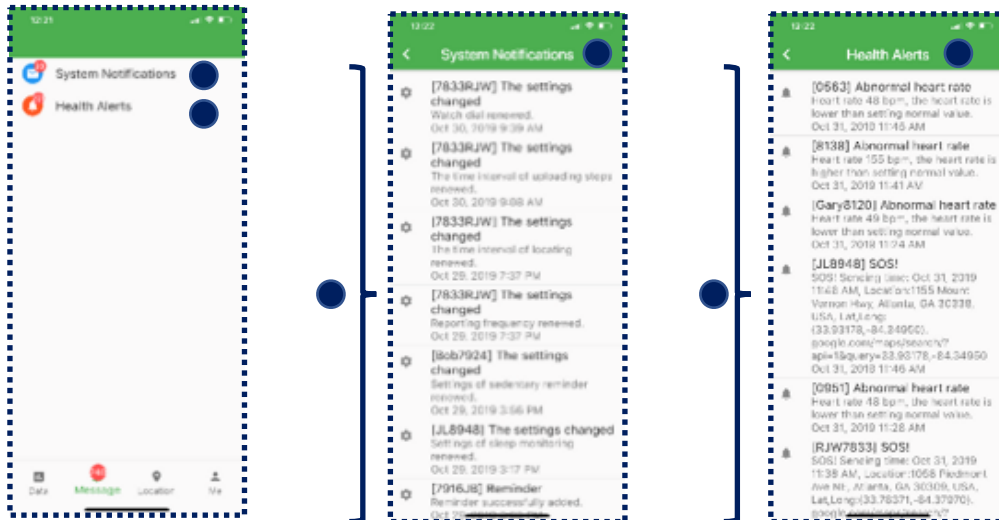 12:21
System Notifications
Health Alerts
Data
Message
Location
Me
12:22
System Notifications
[7833RJW] The settings
changed
Watch dial renewed.
Oct 30, 2019 9:39 AM
[7833RJW] The settings
changed
The time interval of uploading steps
renewed.
Oct 30, 2019 9:08 AM
[7833RJW] The settings
changed
The time interval of locating
renewed.
Oct 29, 2019 7:37 PM
[7833RJW] The settings
changed
Reporting frequency renewed.
Oct 29, 2019 7:37 PM
[Bob7924] The settings
changed
Settings of sedentary reminder
renewed.
Oct 29, 2019 3:56 PM
[JL8948] The settings changed
Settings of sleep monitoring
renewed.
Oct 29, 2019 3:17 PM
[7916JB] Reminder
Reminder successfully added.
12:22
Health Alerts
[0563] Abnormal heart rate
Heart rate 48 bpm, the heart rate is
lower than setting normal value.
Oct 31, 2019 11:46 AM
[8138] Abnormal heart rate
Heart rate 155 bpm, the heart rate is
higher than setting normal value.
Oct 31, 2019 11:41 AM
[Gary8120] Abnormal heart rate
Heart rate 49 bpm, the heart rate is
lower than setting normal value.
Oct 31, 2019 11:24 AM
[JL8948] SOS!
SOS! Sending time: Oct 31, 2019
AM, Location:1155 Mount
Vernon Hwy, Atlanta, GA 30338,
USA, Lat,Long:
(33.93178,-84.34950).
google.com/maps/search/?
api=1&query=33.93178,-84.34950
Oct 31, 2019 11:46 AM
[0951] Abnormal heart rate
Heart rate 48 bpm, the heart rate is
lower than setting normal value.
Oct 31, 2019 11:28 AM
[RJW7833] SOS!
SOS! Sending time: Oct 31, 2019
11:38 AM, Location:1058 Piedmont
Ave NE, Atlanta, GA 30309, USA,
Lat,Long:(33.78371,-84.37970).
google.com/maps/search/?